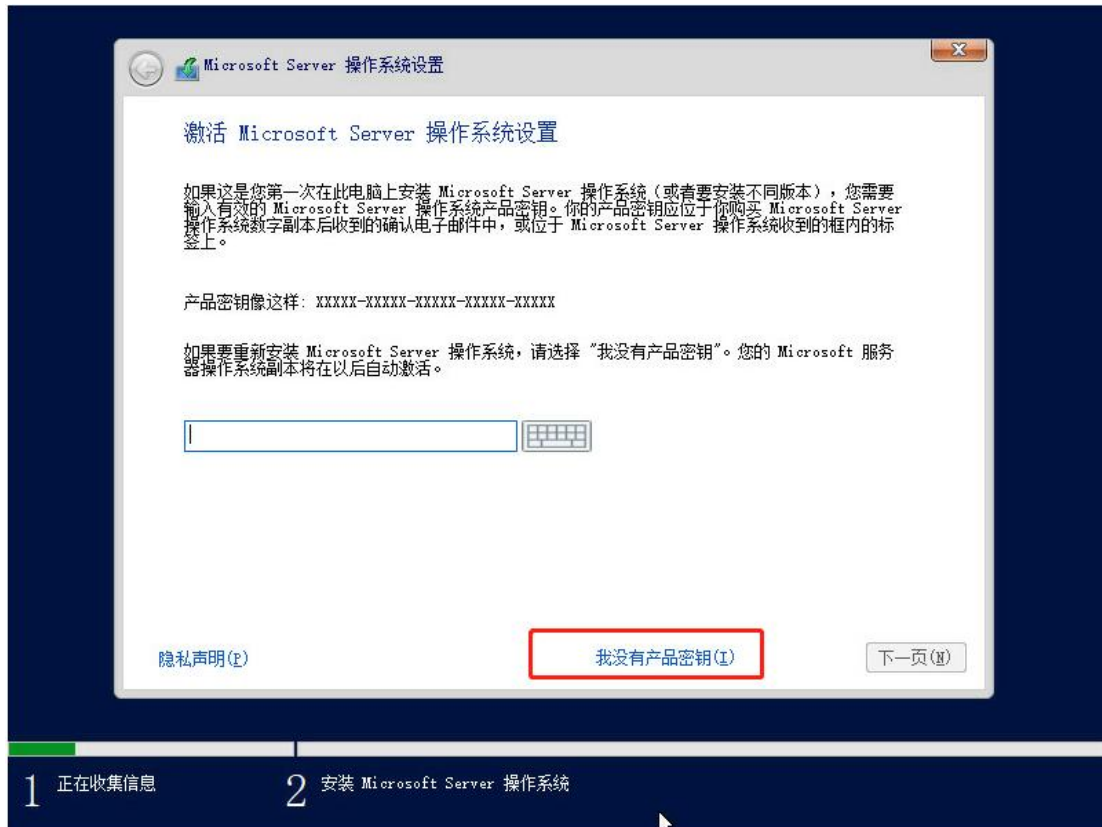 Microsoft Server 操作系统设置
激活 Microsoft Server 操作系统设置
如果这是您第一次在此电脑上安装 Microsoft Server 操作系统（或者要安装不同版本），您需要
输入有效的 Microsoft Server 操作系统产品密钥。你的产品密钥应位于你购买 Microsoft Server
操作系统数字副本后收到的确认电子邮件中，或位于 Microsoft Server 操作系统收到的框内的标
签上。
产品密钥像这样: XXXXX-XXXXX-XXXXX-XXXXX-XXXXX
如果要重新安装 Microsoft Server 操作系统，请选择 "我没有产品密钥"。您的 Microsoft 服务
器操作系统副本将在以后自动激活。
隐私声明(P) 我没有产品密钥(I) 下一页(N)
1 正在收集信息 2 安装 Microsoft Server 操作系统